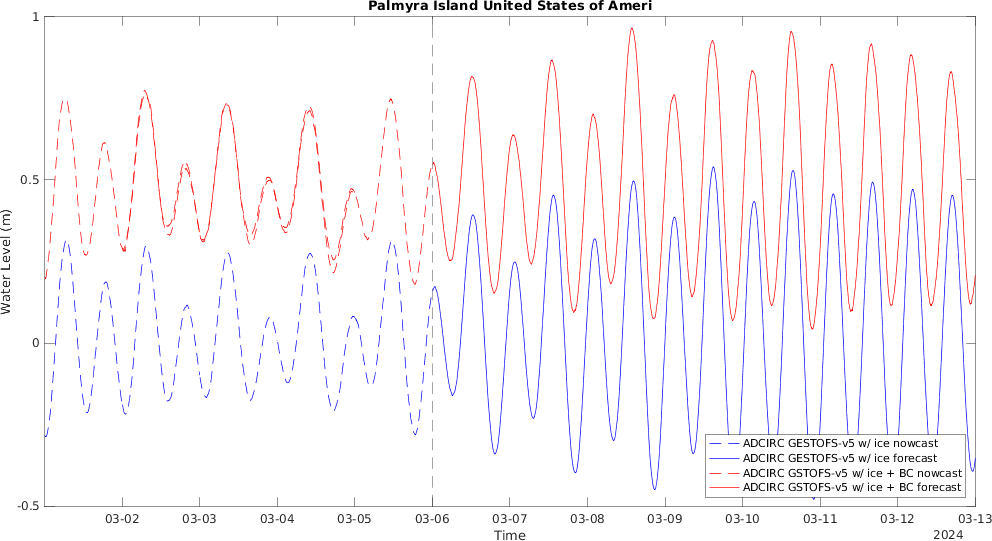 Palmyra Island United States of Ameri
Water Level (m)
1
0.5
0
-0.5
03-02 03-03 03-04 03-05 03-06 03-07 03-08 03-09 03-10 03-11 03-12 03-13
Time
2024
ADCIRC GESTOFS-v5 w/ ice nowcast
ADCIRC GESTOFS-v5 w/ ice forecast
ADCIRC GSTOFS-v5 w/ ice + BC nowcast
ADCIRC GSTOFS-v5 w/ ice + BC forecast